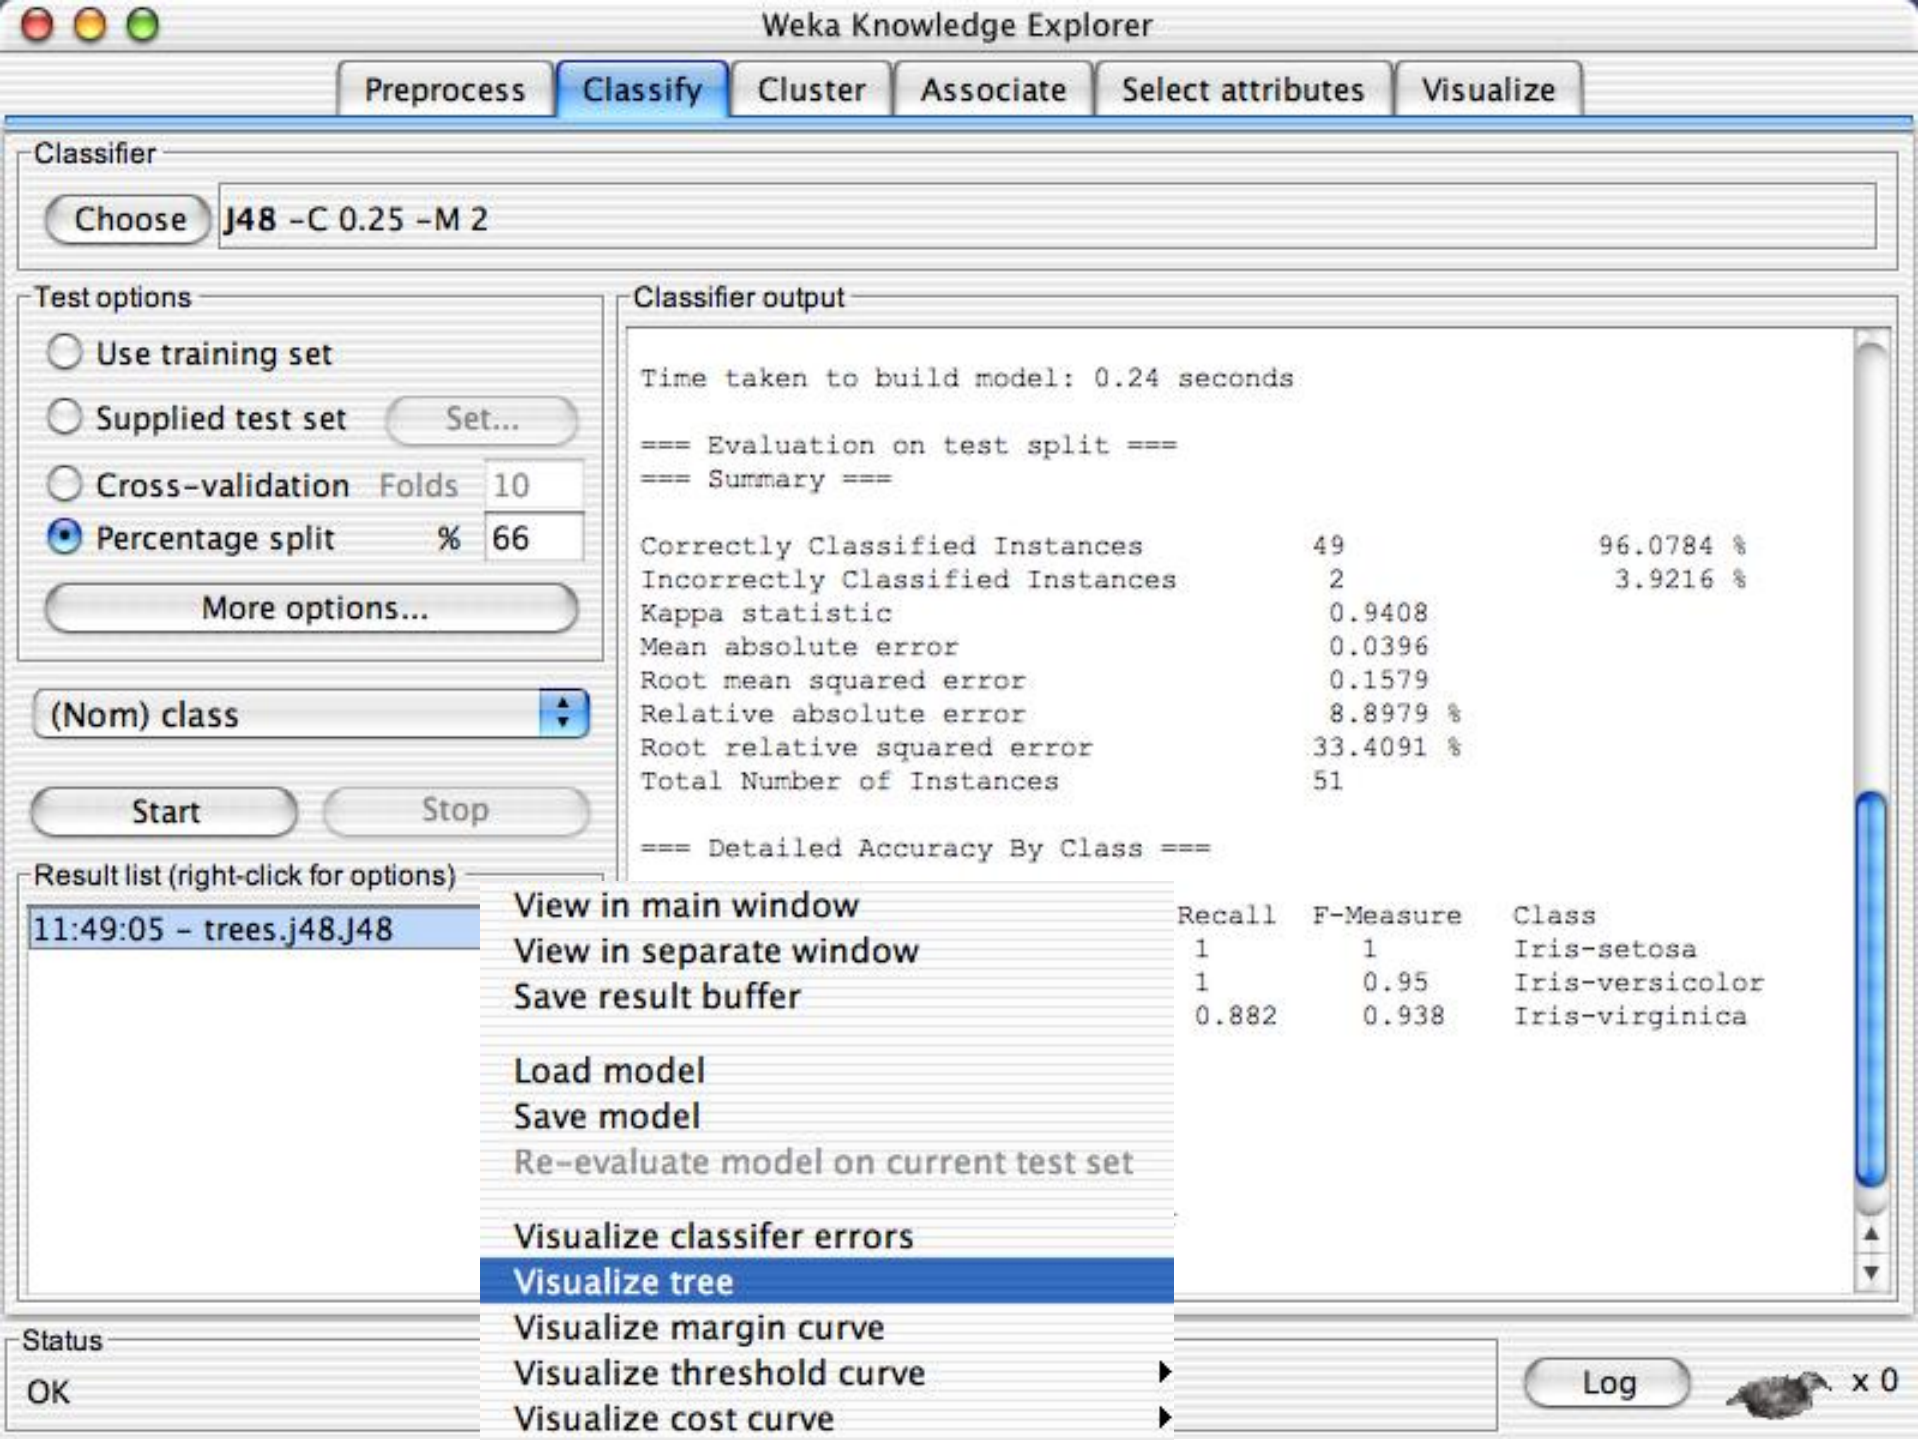 Weka Knowledge Explorer
Preprocess Classify Cluster Associate Select attributes Visualize
Classifier
Choose J48 -C 0.25 -M 2
Test options
Use training set
Supplied test set Set...
Cross-validation Folds 10
Percentage split % 66
More options...
(Nom) class
Start Stop
Result list (right-click for options)
11:49:05 - trees.j48.J48
Classifier output
Time taken to build model: 0.24 seconds
=== Evaluation on test split ===
=== Summary ===
Correctly Classified Instances 49 96.0784 %
Incorrectly Classified Instances 2 3.9216 %
Kappa statistic 0.9408
Mean absolute error 0.0396
Root mean squared error 0.1579
Relative absolute error 8.8979 %
Root relative squared error 33.4091 %
Total Number of Instances 51
=== Detailed Accuracy By Class ===
Recall F-Measure Class
1 1 Iris-setosa
1 0.95 Iris-versicolor
0.882 0.938 Iris-virginica
View in main window
View in separate window
Save result buffer
Load model
Save model
Re-evaluate model on current test set
Visualize classifer errors
Visualize tree
Visualize margin curve
Visualize threshold curve
Visualize cost curve
Status
OK
Log x 0